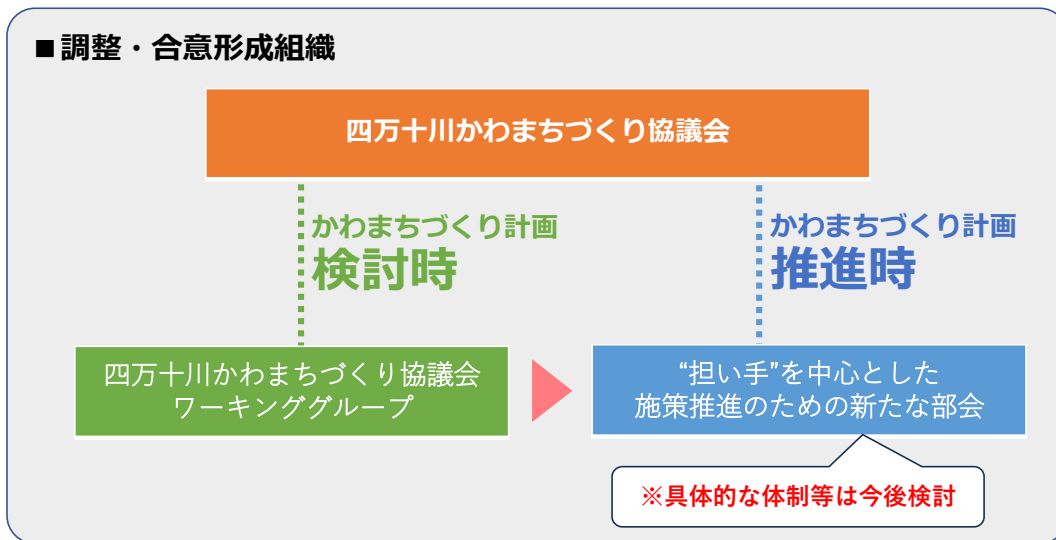 ■調整・合意形成組織
四万十川かわまちづくり協議会
かわまちづくり計画
検討時
かわまちづくり計画
推進時
四万十川かわまちづくり協議会
ワーキンググループ
“担い手”を中心とした
施策推進のための新たな部会
※具体的な体制等は今後検討